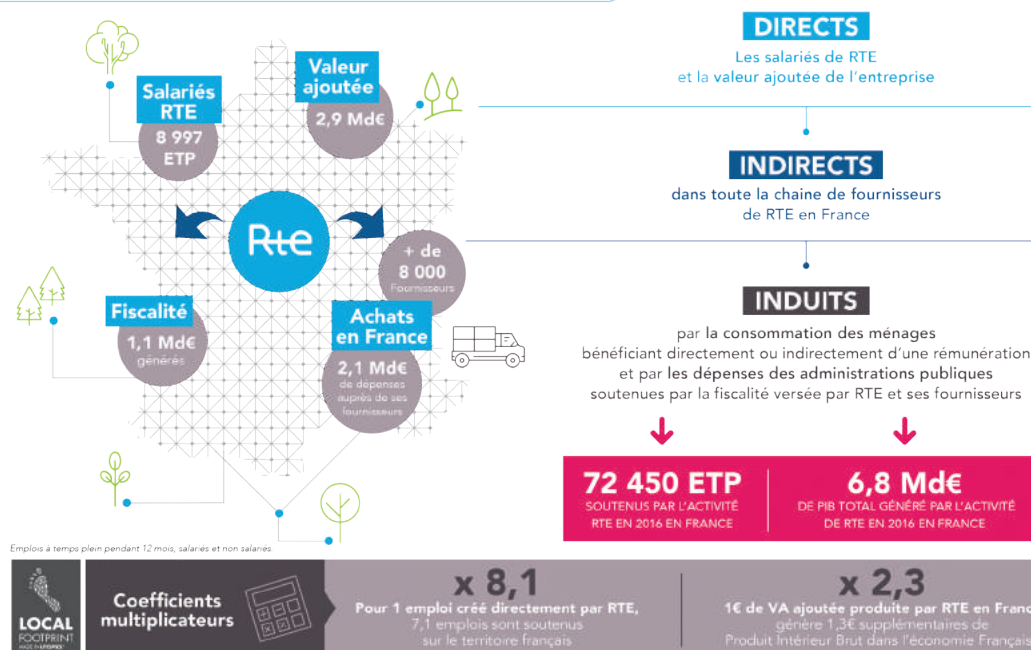 Salariés
RTE
8 997
ETP
Valeur
ajoutée
2,9 Md€
Rte
+ de
8 000
Fournisseurs
Fiscalité
1,1 Md€
générés
Achats
en France
2,1 Md€
de dépenses
auprès de ses
fournisseurs
DIRECTS
Les salariés de RTE
et la valeur ajoutée de l'entreprise
INDIRECTS
dans toute la chaine de fournisseurs
de RTE en France
INDUITS
par la consommation des ménages
bénéficiant directement ou indirectement d'une rémunération
et par les dépenses des administrations publiques
soutenues par la fiscalité versée par RTE et ses fournisseurs
72 450 ETP
SOUTENUS PAR L'ACTIVITÉ
RTE EN 2016 EN FRANCE
6,8 Md€
DE PIB TOTAL GÉNÉRÉ PAR L'ACTIVITÉ
DE RTE EN 2016 EN FRANCE
Emplois à temps plein pendant 12 mois, salariés et non salariés
LOCAL
FOOTPRINT
Coefficients
multiplicateurs
x 8,1
Pour 1 emploi créé directement par RTE,
7,1 emplois sont soutenus
sur le territoire français
x 2,3
1€ de VA ajoutée produite par RTE en Franc
génère 1,3€ supplémentaires de
Produit Intérieur Brut dans l'économie Français